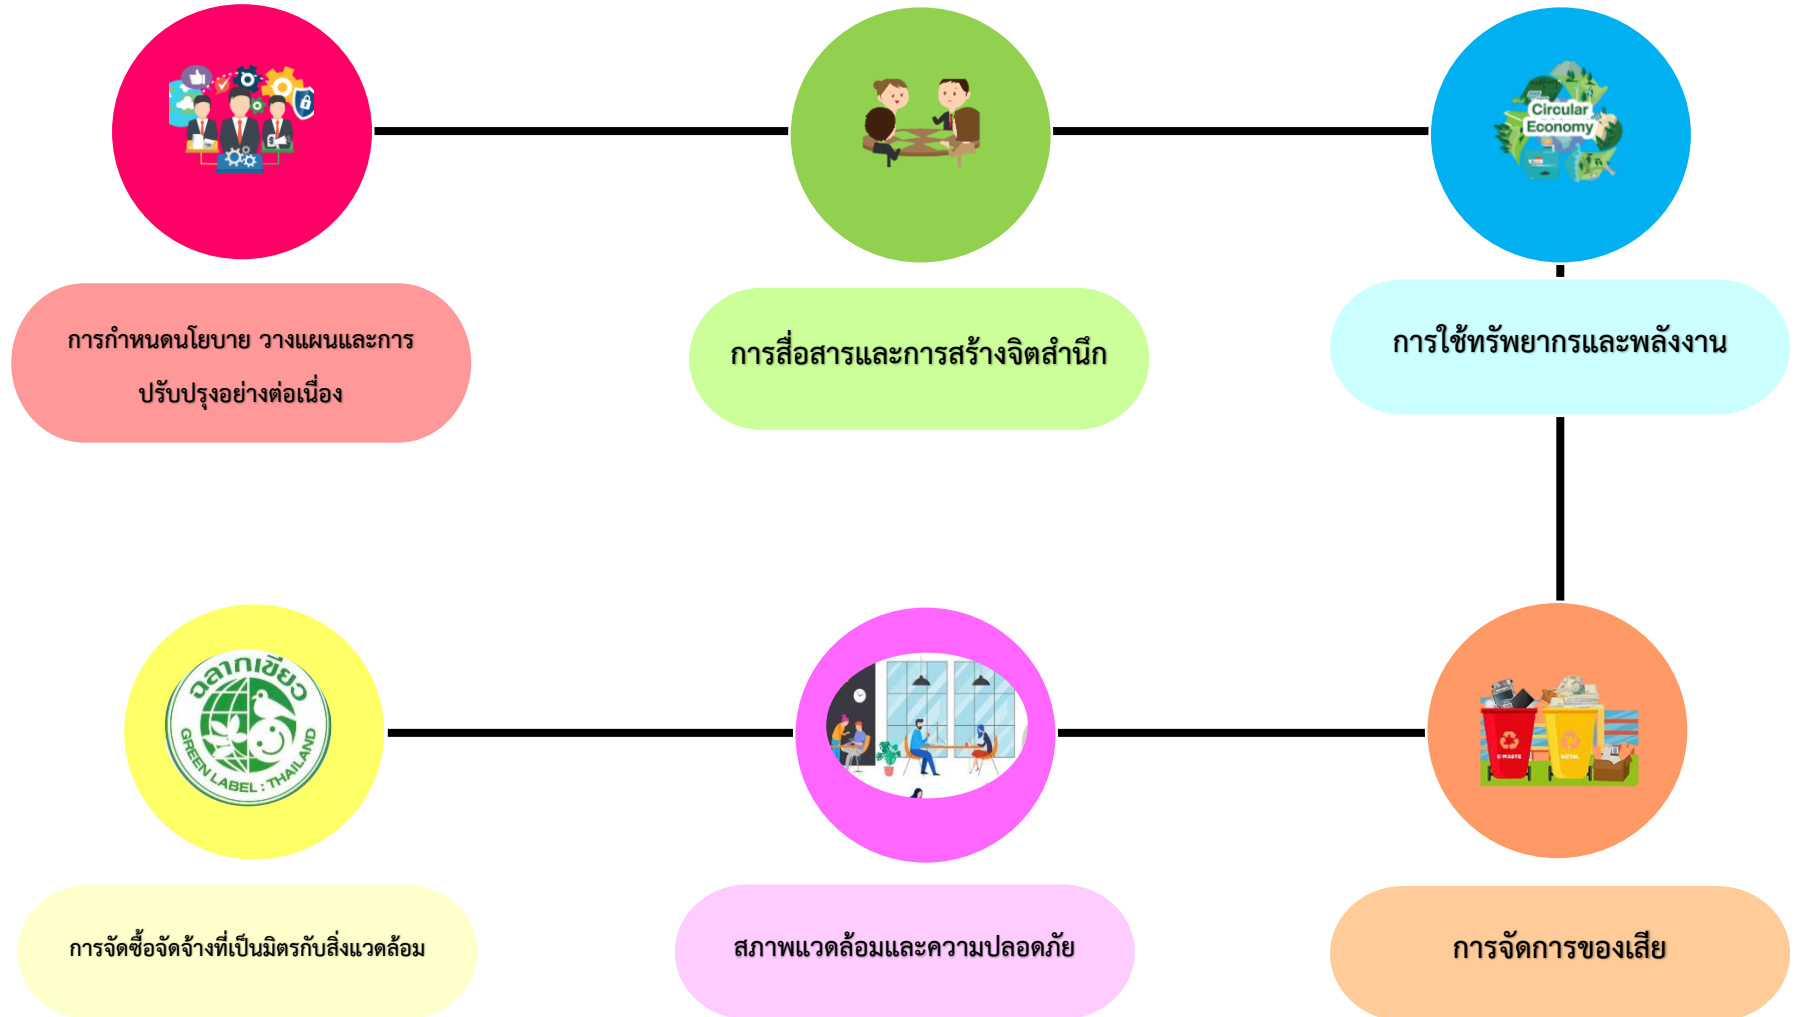 Circular
Economy
การกำหนดนโยบาย วางแผนและการ
ปรับปรุงอย่างต่อเนื่อง
การสื่อสารและการสร้างจิตสำนึก
การใช้ทรัพยากรและพลังงาน
ฉลากเขียว
GREEN LABEL : THAILAND
E-WASTE
METAL
การจัดซื้อจัดจ้างที่เป็นมิตรกับสิ่งแวดล้อม
สภาพแวดล้อมและความปลอดภัย
การจัดการของเสีย